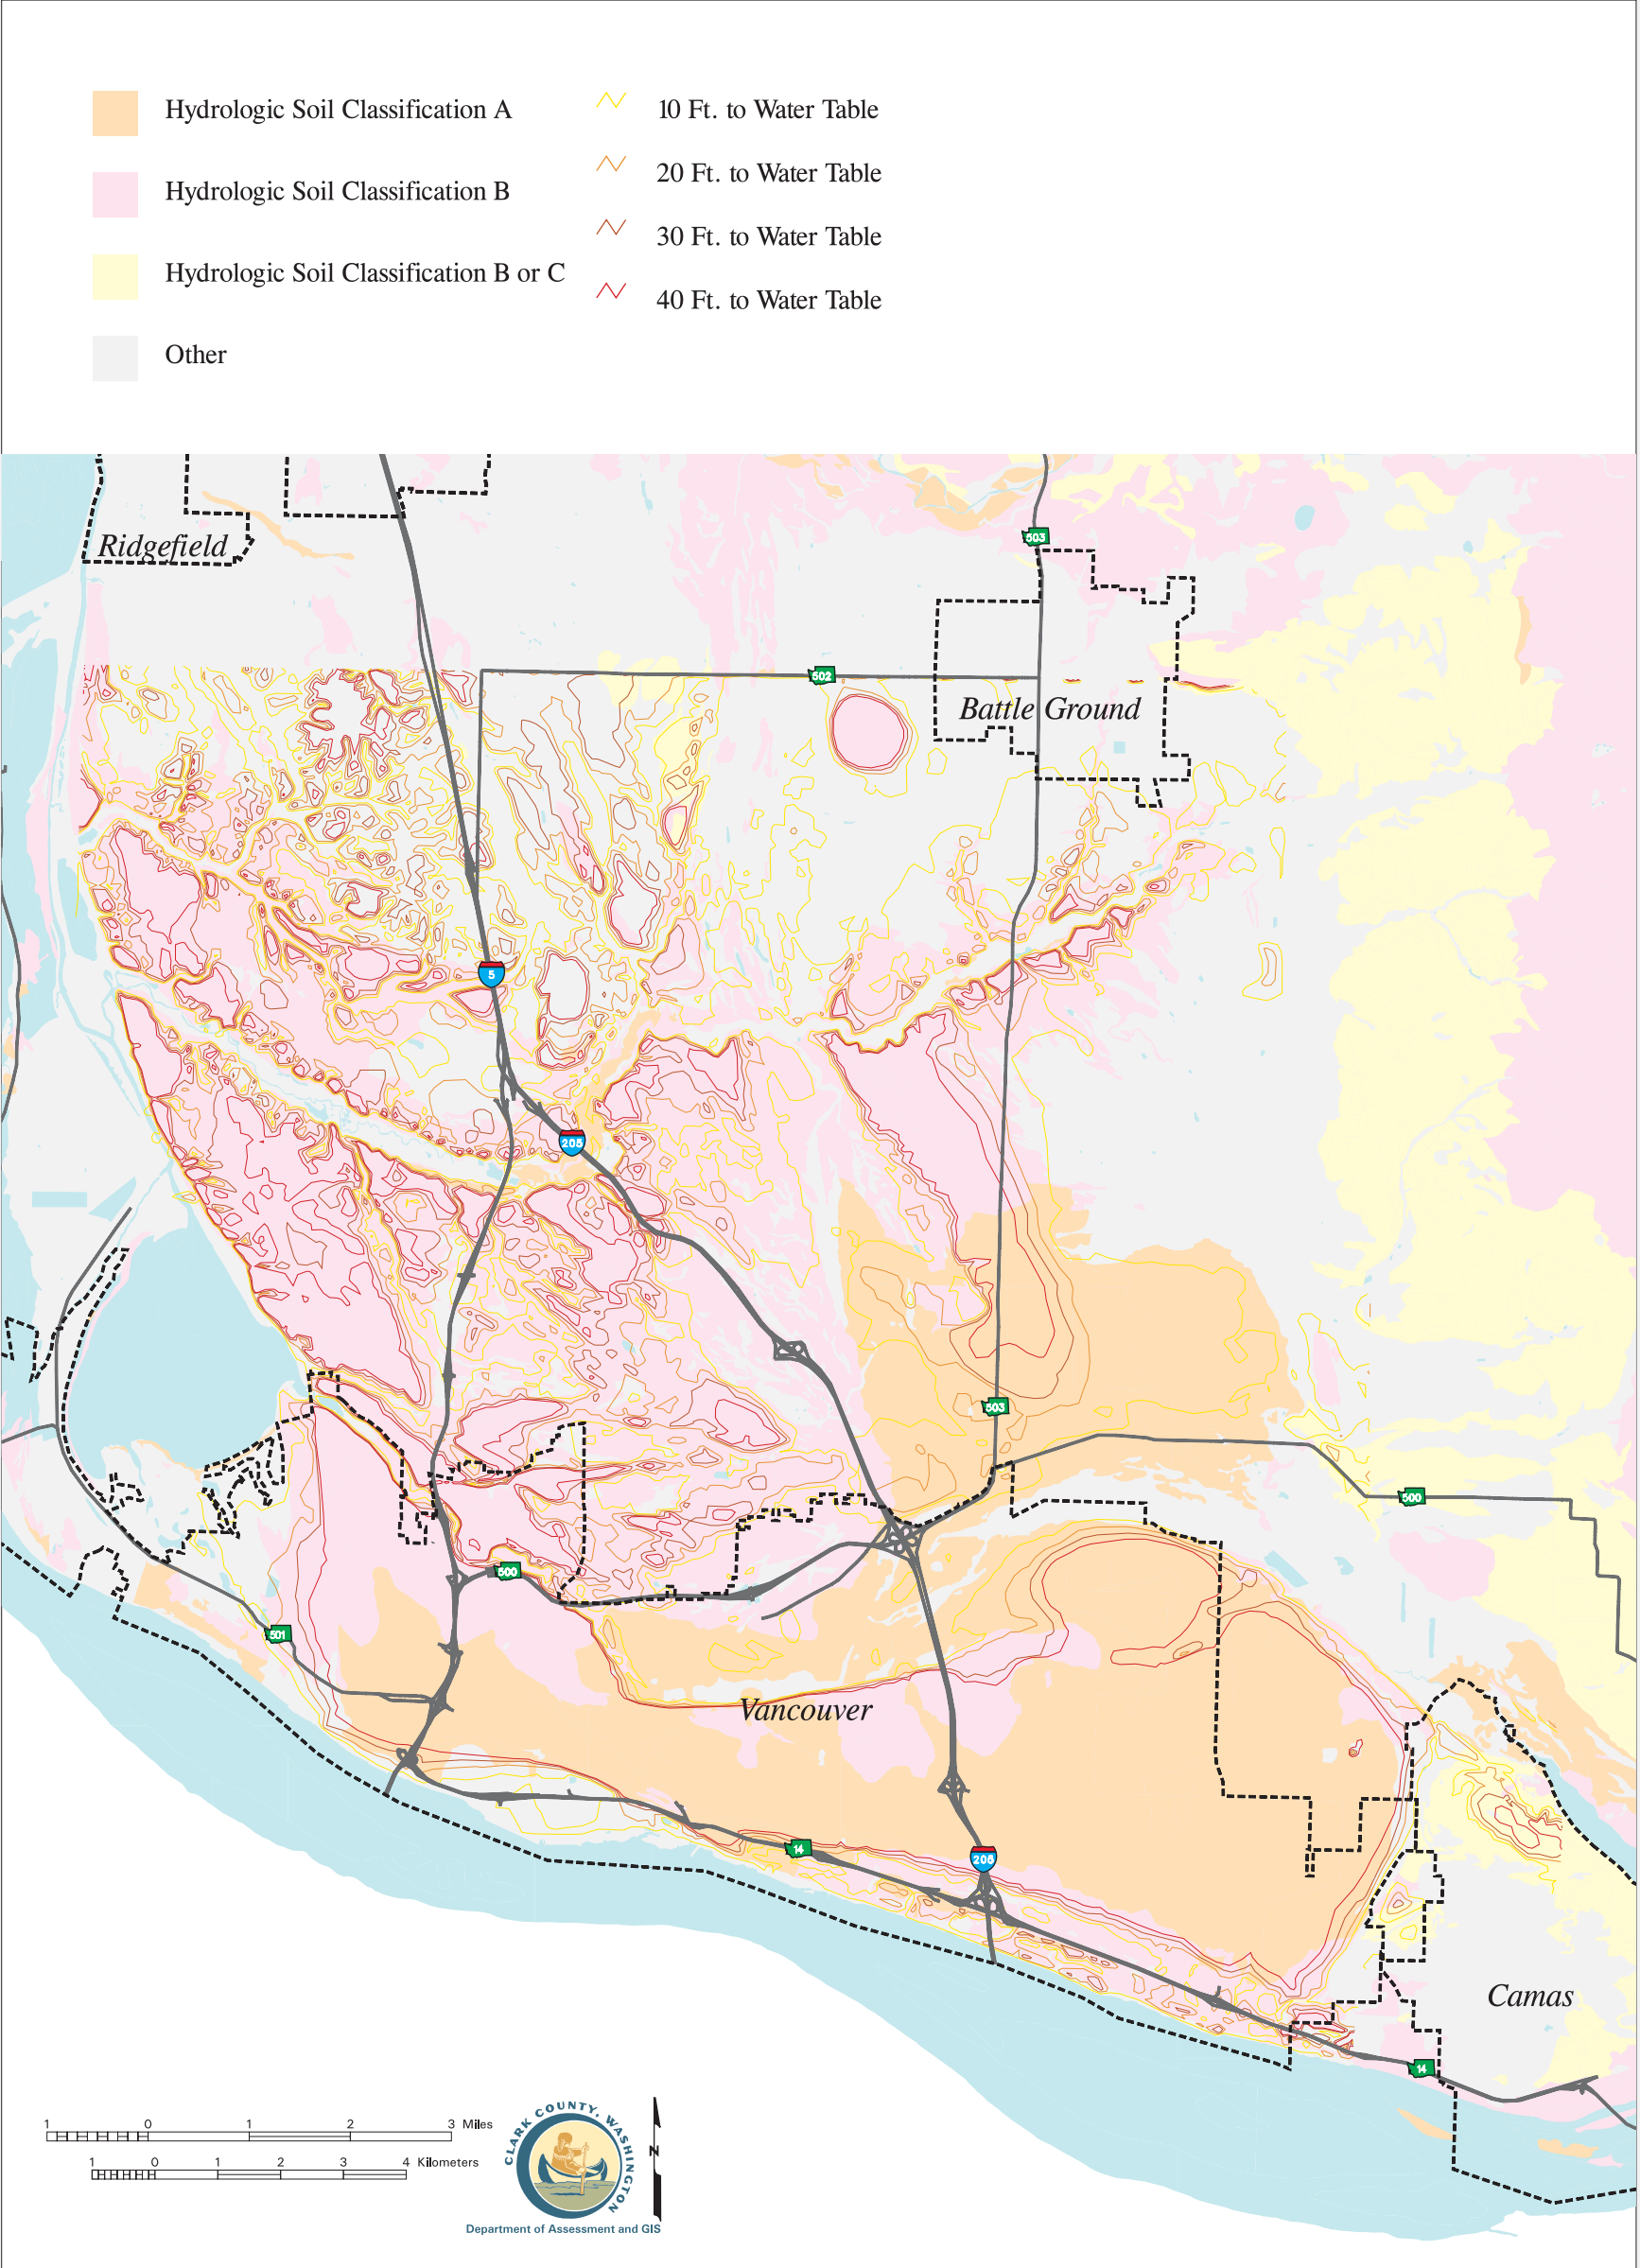 Hydrologic Soil Classification A
Hydrologic Soil Classification B
Hydrologic Soil Classification B or C
Other
10 Ft. to Water Table
20 Ft. to Water Table
30 Ft. to Water Table
40 Ft. to Water Table
Ridgefield
503
502
Battle Ground
5
205
503
500
500
501
Vancouver
14
205
Camas
14
1 0 1 2 3 Miles
1 0 1 2 3 4 Kilometers
CLARK COUNTY, WASHINGTON
N
Department of Assessment and GIS